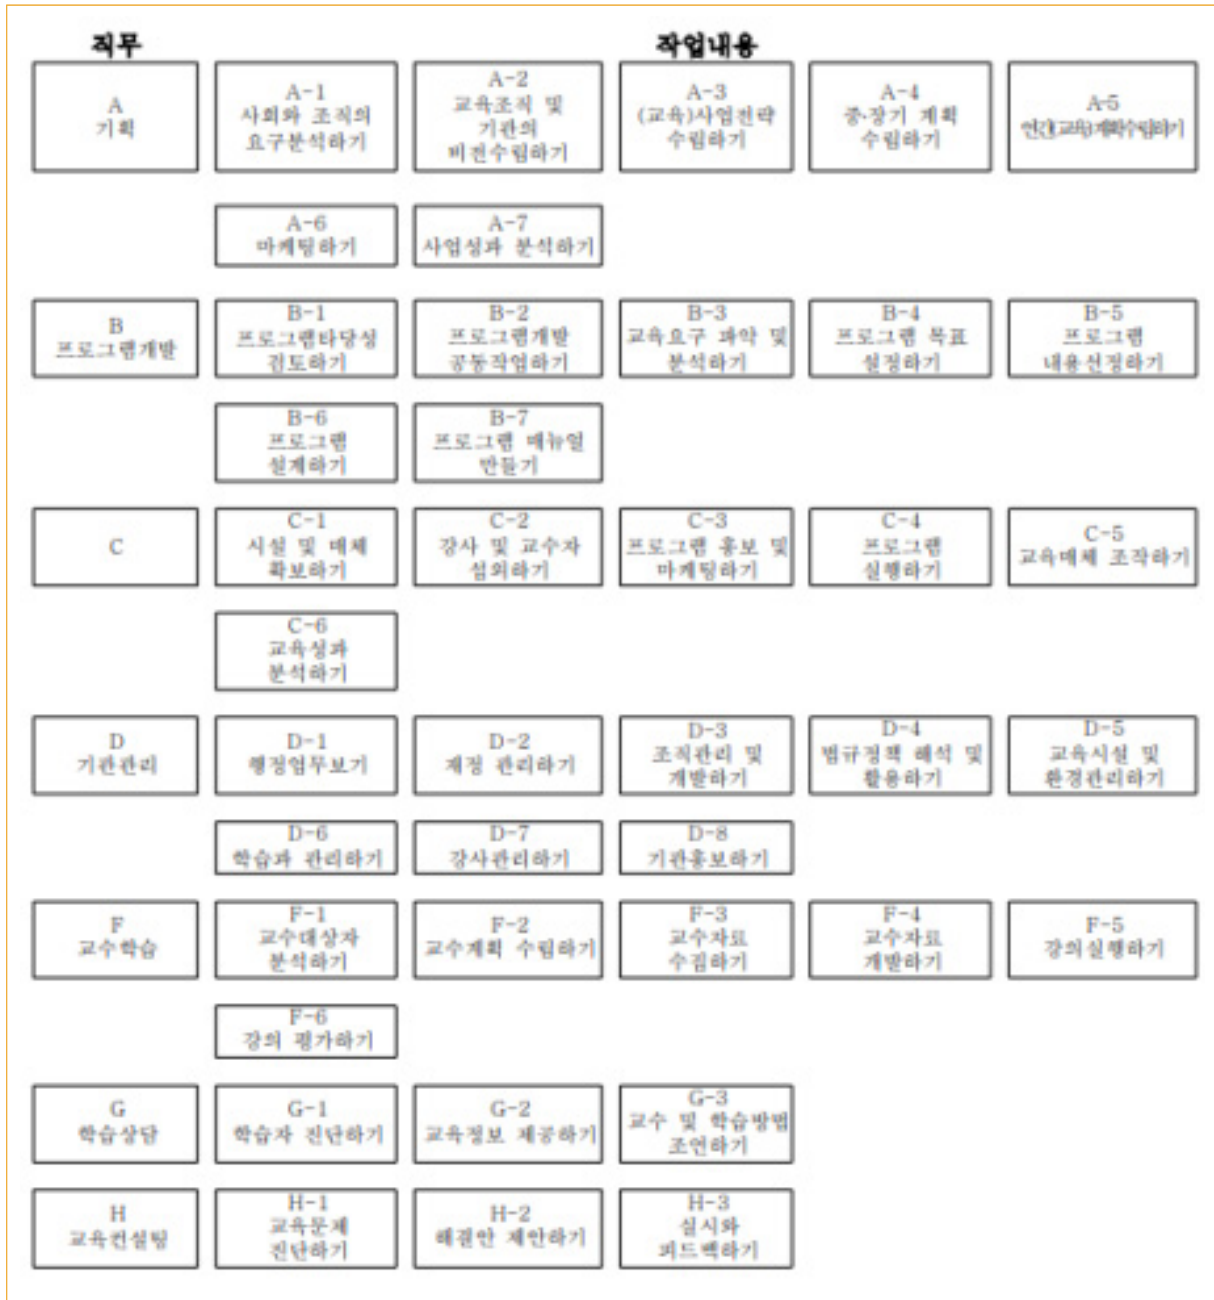 직무 작업내용
A
기획
A-1
사회와 조직의
요구분석하기
A-2
교육조직 및
기관의
비전수립하기
A-3
(교육)사업전략
수립하기
A-4
중·장기 계획
수립하기
A-5
연간(교육)계획수립하기
A-6
마케팅하기
A-7
사업성과 분석하기
B
프로그램개발
B-1
프로그램타당성
검토하기
B-2
프로그램개발
공동작업하기
B-3
교육요구 파악 및
분석하기
B-4
프로그램 목표
설정하기
B-5
프로그램
내용선정하기
B-6
프로그램
설계하기
B-7
프로그램 매뉴얼
만들기
C
C-1
시설 및 매체
확보하기
C-2
강사 및 교수자
섭외하기
C-3
프로그램 홍보 및
마케팅하기
C-4
프로그램
실행하기
C-5
교육매체 조작하기
C-6
교육성과
분석하기
D
기관관리
D-1
행정업무보기
D-2
재정 관리하기
D-3
조직관리 및
개발하기
D-4
법규정책 해석 및
활용하기
D-5
교육시설 및
환경관리하기
D-6
학습과 관리하기
D-7
강사관리하기
D-8
기관홍보하기
F
교수학습
F-1
교수대상자
분석하기
F-2
교수계획 수립하기
F-3
교수자료
수집하기
F-4
교수자료
개발하기
F-5
강의실행하기
F-6
강의 평가하기
G
학습상담
G-1
학습자 진단하기
G-2
교육정보 제공하기
G-3
교수 및 학습방법
조언하기
H
교육컨설팅
H-1
교육문제
진단하기
H-2
해결안 제안하기
H-3
실시와
피드백하기